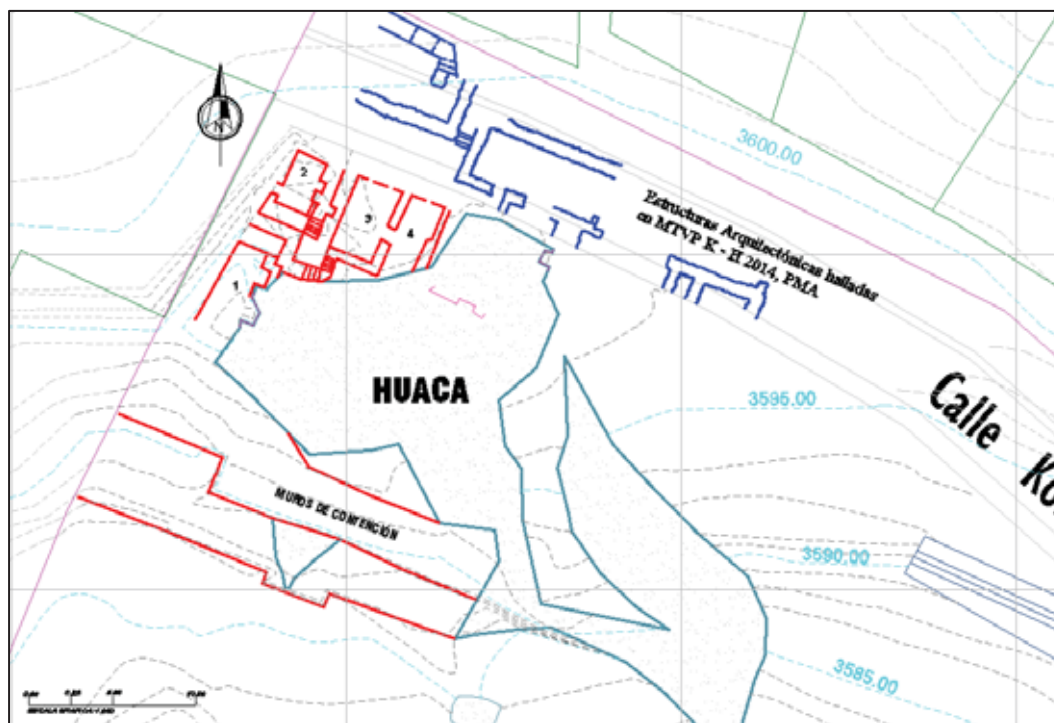 N
3600.00
2
3
4
1
Estructuras Arquitectónicas halladas
en MTVP K - H 2014, PMA
HUACA
3595.00
Calle
MUROS DE CONTENCIÓN
3590.00
3585.00